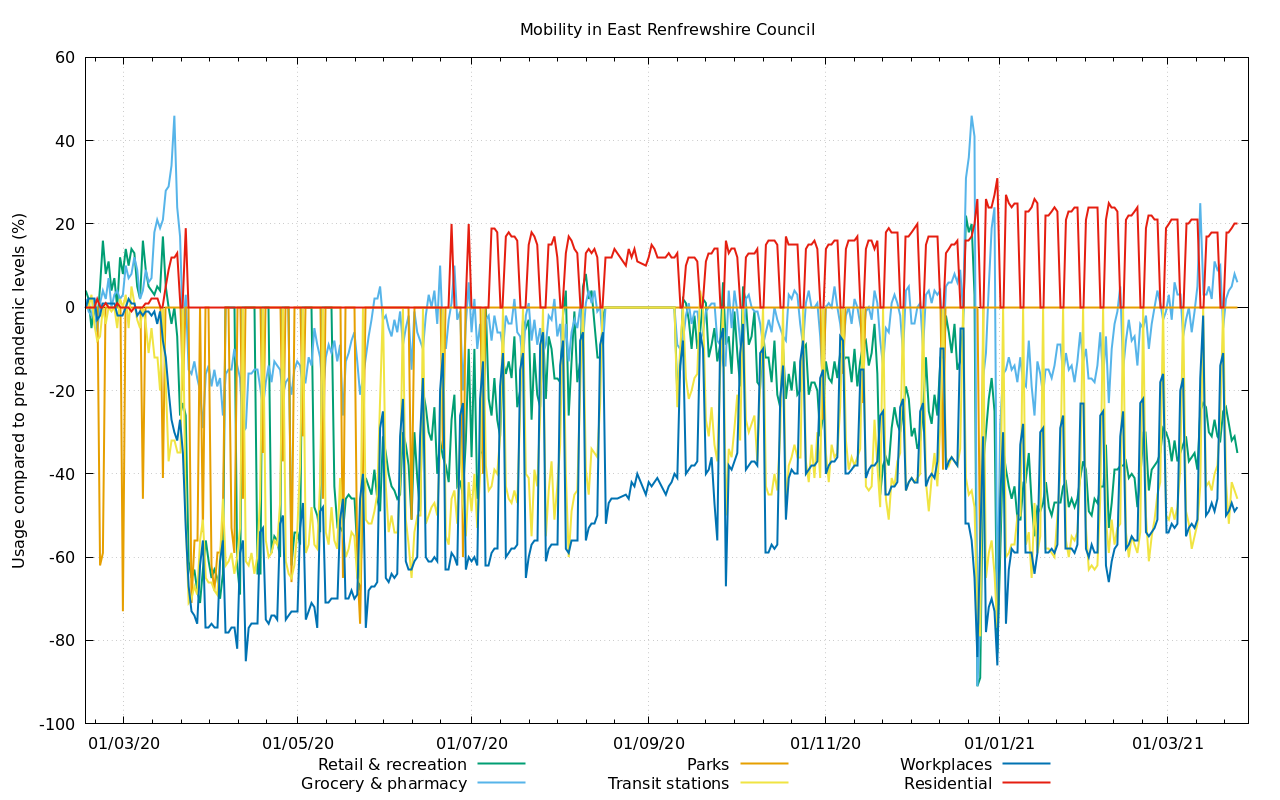 Mobility in East Renfrewshire Council
Usage compared to pre pandemic levels (%)
60
40
20
0
-20
-40
-60
-80
-100
01/03/20 01/05/20 01/07/20 01/09/20 01/11/20 01/01/21 01/03/21
Retail & recreation Parks Workplaces
Grocery & pharmacy Transit stations Residential